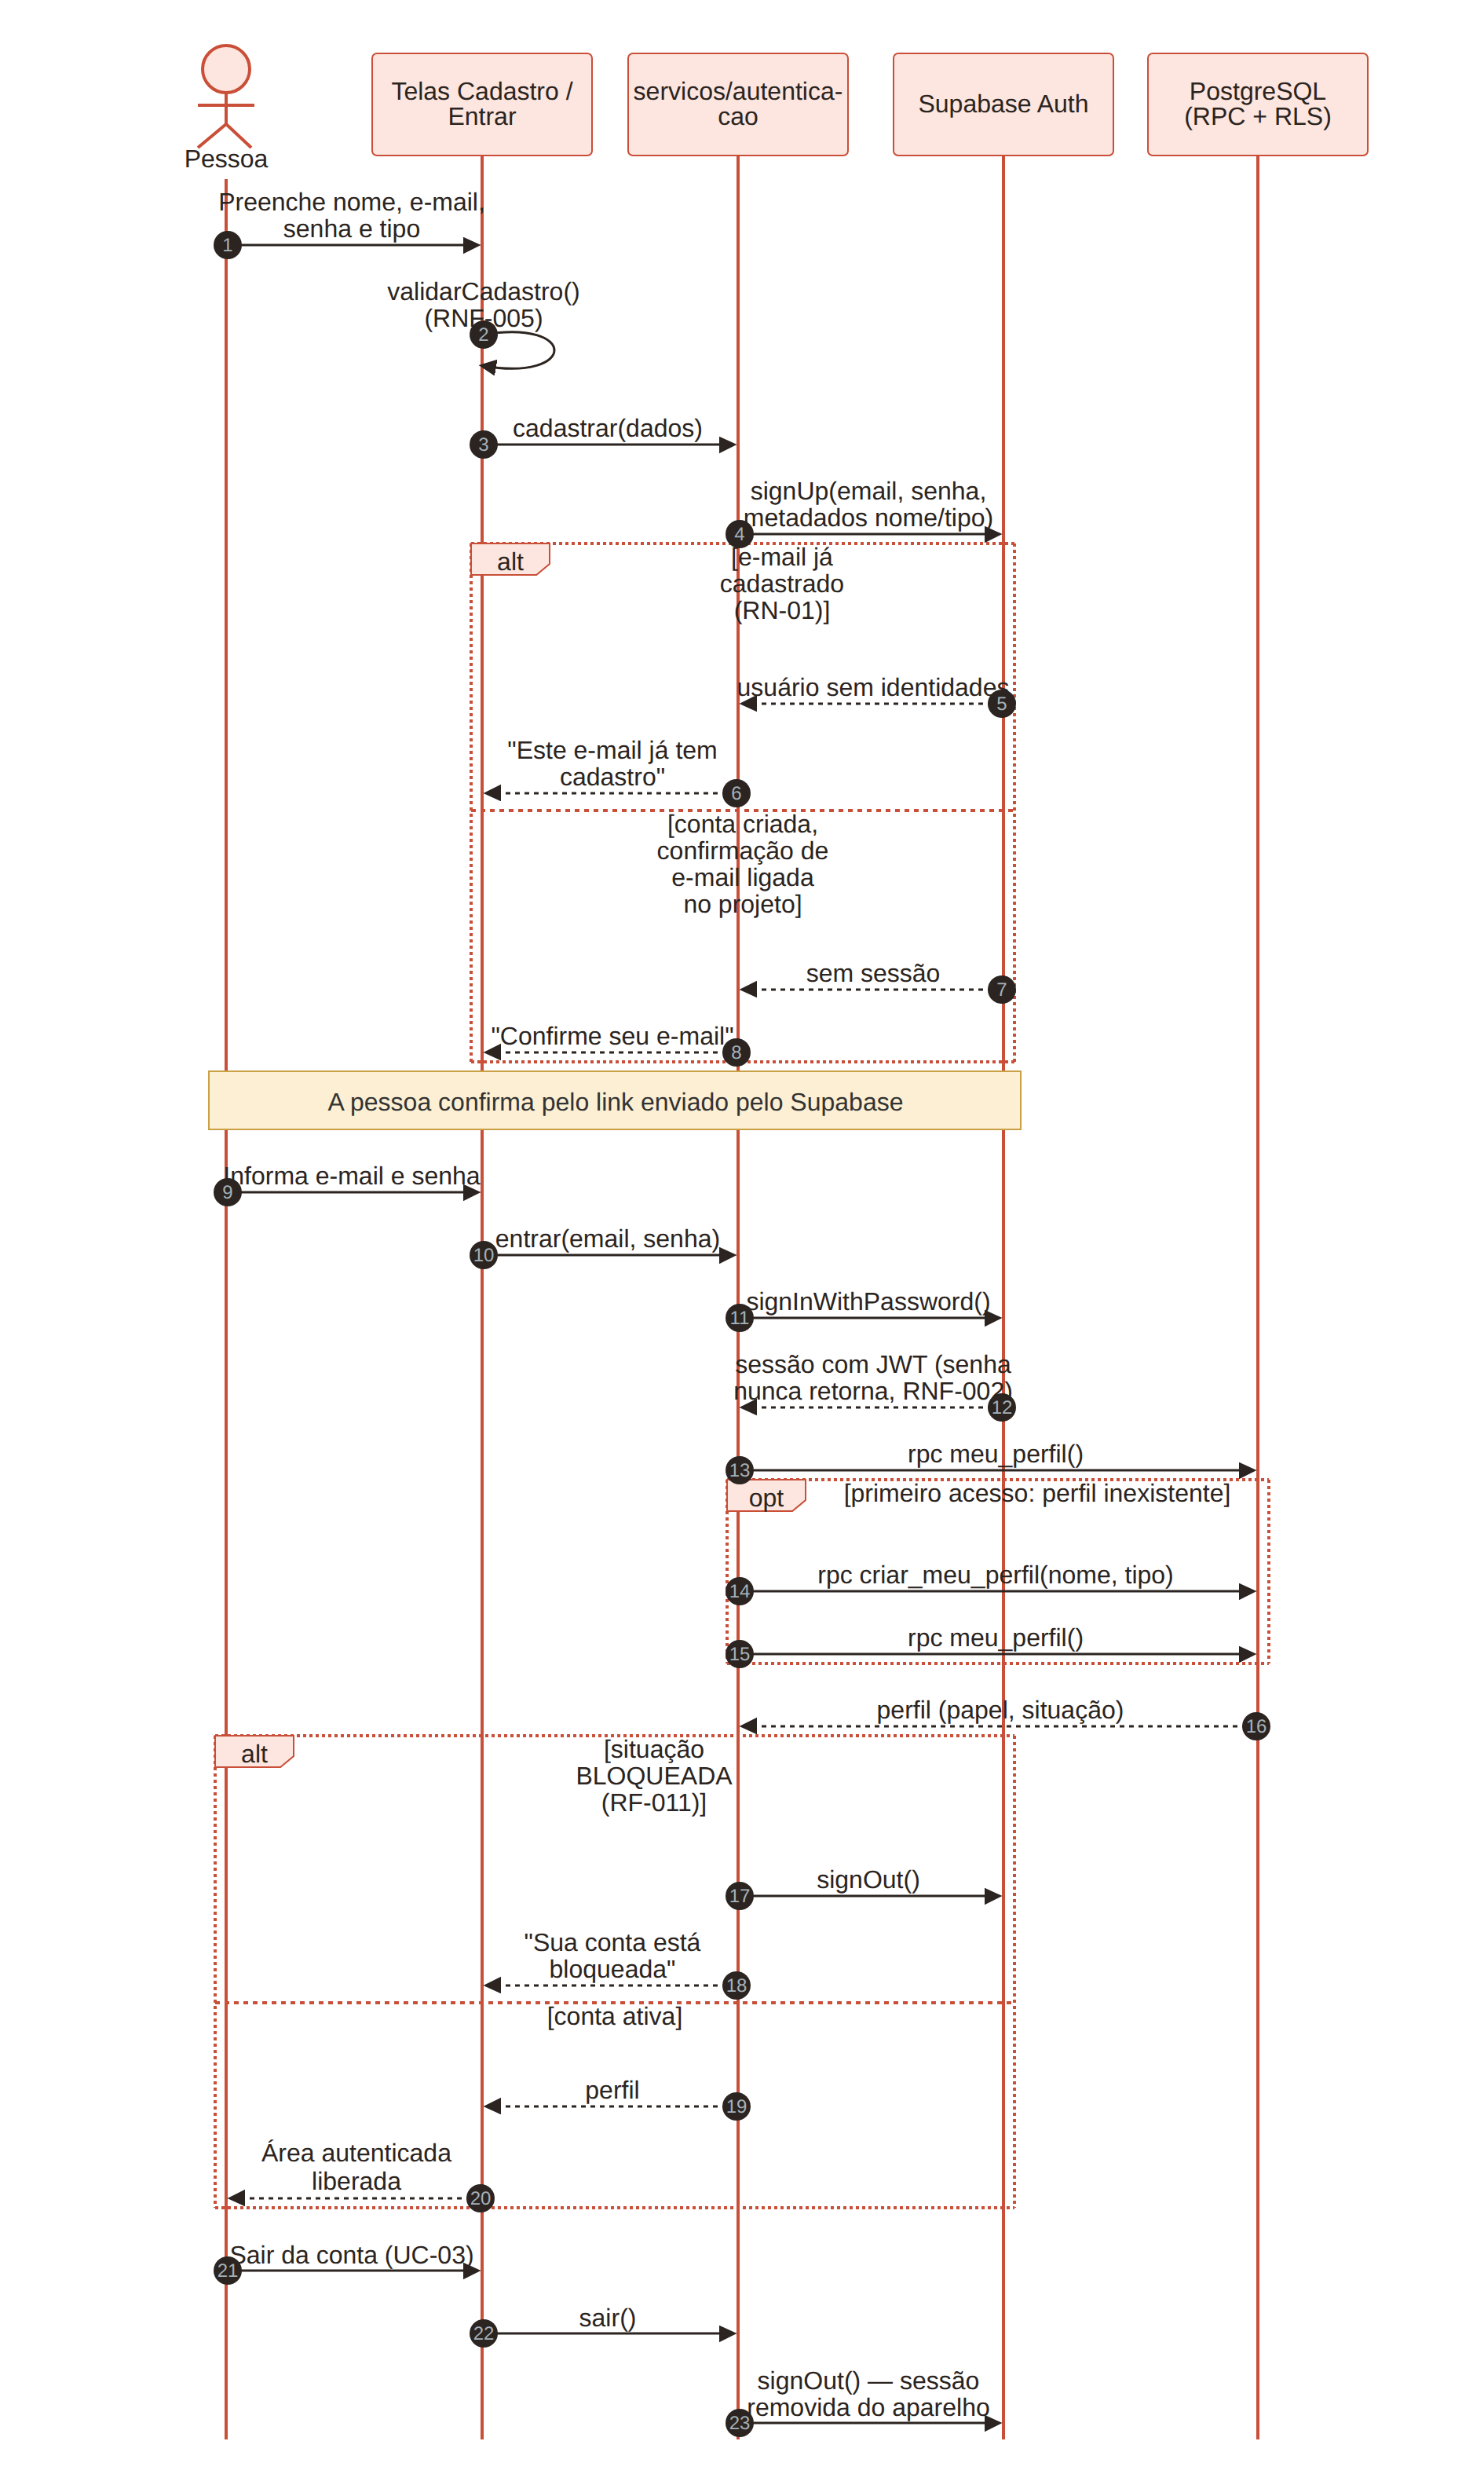 Pessoa
Telas Cadastro /
Entrar
servicos/autentica-
cao
Supabase Auth
PostgreSQL
(RPC + RLS)
Preenche nome, e-mail,
senha e tipo
1
validarCadastro()
(RNF-005)
2
cadastrar(dados)
3
signUp(email, senha,
metadados nome/tipo)
4
alt
[e-mail já
cadastrado
(RN-01)]
usuário sem identidades
5
"Este e-mail já tem
cadastro"
6
[conta criada,
confirmação de
e-mail ligada
no projeto]
sem sessão
7
"Confirme seu e-mail"
8
A pessoa confirma pelo link enviado pelo Supabase
Informa e-mail e senha
9
entrar(email, senha)
10
signInWithPassword()
11
sessão com JWT (senha
nunca retorna, RNF-002)
12
rpc meu_perfil()
13
opt
[primeiro acesso: perfil inexistente]
rpc criar_meu_perfil(nome, tipo)
14
rpc meu_perfil()
15
perfil (papel, situação)
16
alt
[situação
BLOQUEADA
(RF-011)]
signOut()
17
"Sua conta está
bloqueada"
18
[conta ativa]
perfil
19
Área autenticada
liberada
20
Sair da conta (UC-03)
21
sair()
22
signOut() — sessão
removida do aparelho
23